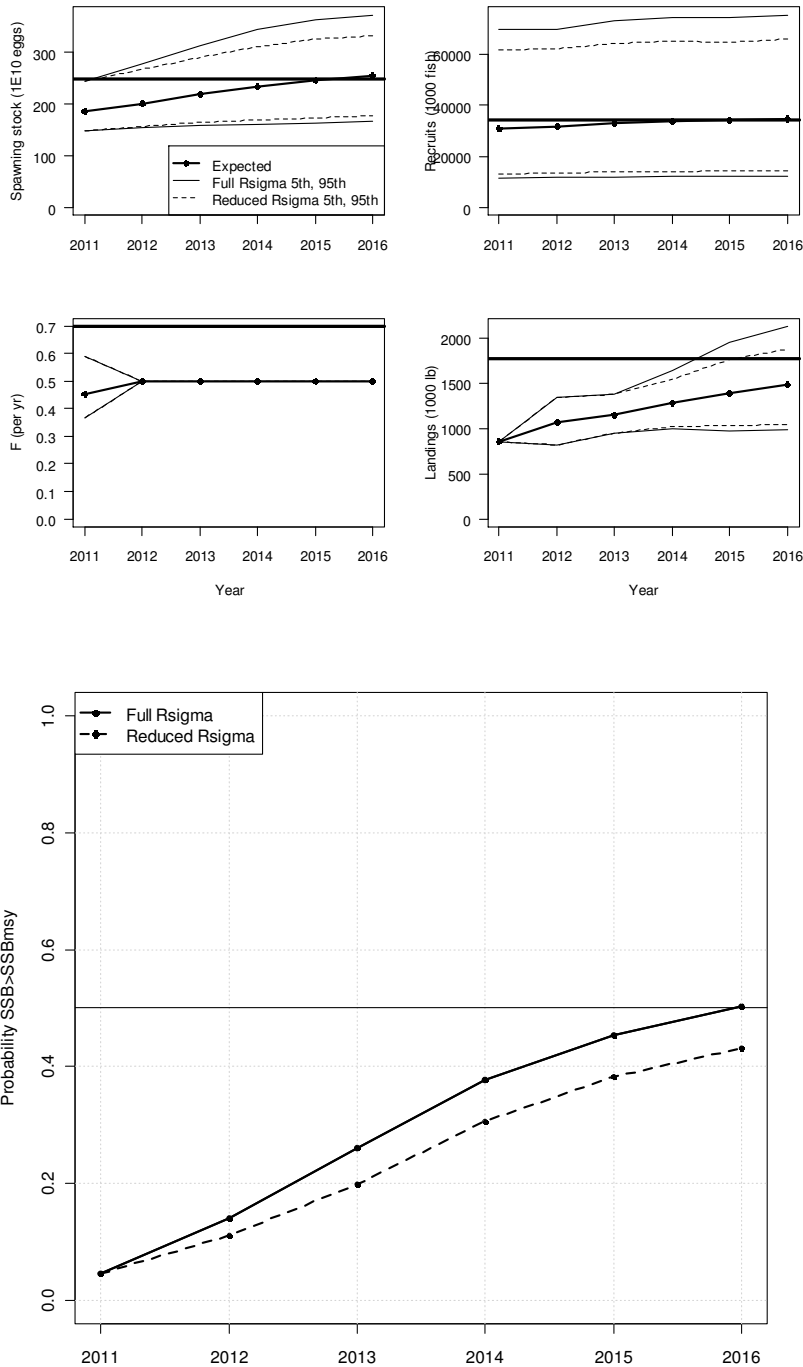 Spawning stock (1E10 eggs)
300
200
100
0
Expected
Full Rsigma 5th, 95th
Reduced Rsigma 5th, 95th
2011 2012 2013 2014 2015 2016
Recruits (1000 fish)
60000
40000
20000
0
2011 2012 2013 2014 2015 2016
F (per yr)
0.7
0.6
0.5
0.4
0.3
0.2
0.1
0.0
2011 2012 2013 2014 2015 2016
Year
Landings (1000 lb)
2000
1500
1000
500
0
2011 2012 2013 2014 2015 2016
Year
Probability SSB>SSBmsy
1.0
0.8
0.6
0.4
0.2
0.0
Full Rsigma
Reduced Rsigma
2011 2012 2013 2014 2015 2016